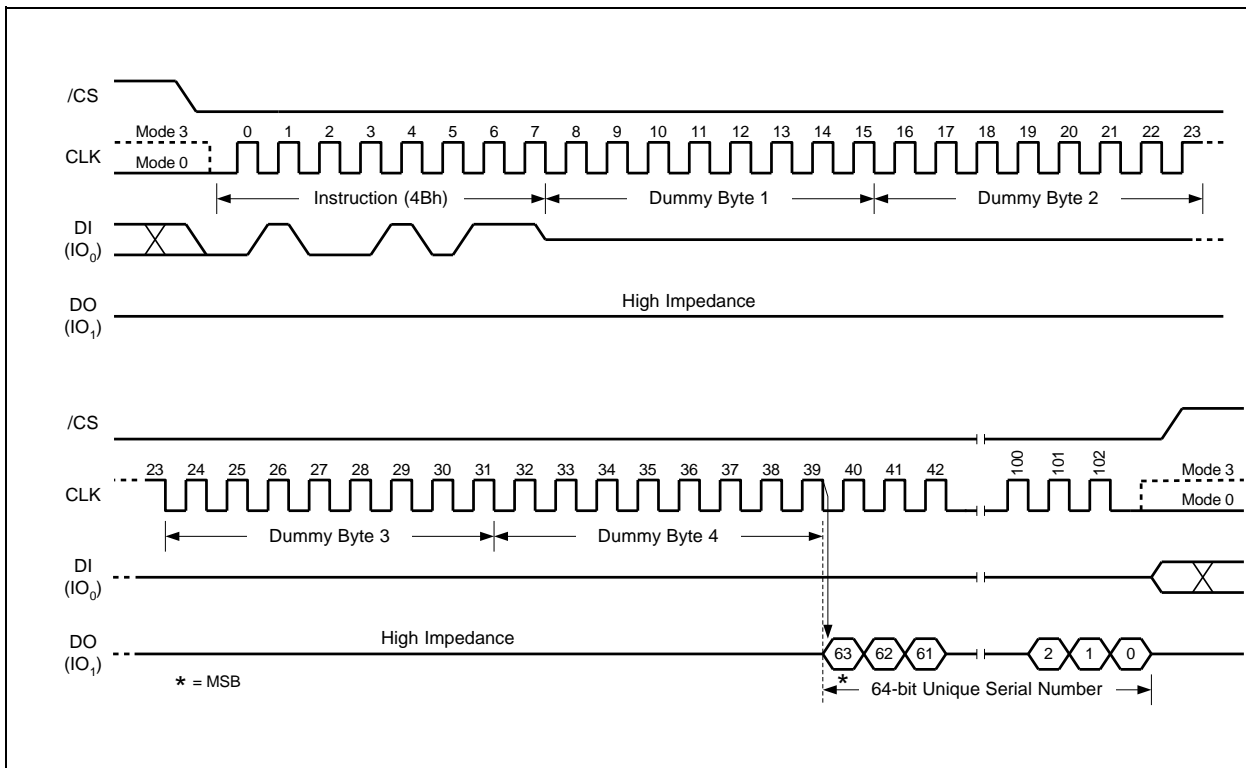 /CS
Mode 3 0 1 2 3 4 5 6 7 8 9 10 11 12 13 14 15 16 17 18 19 20 21 22 23
CLK
Mode 0
Instruction (4Bh) Dummy Byte 1 Dummy Byte 2
DI
(IO0)
DO
(IO1)
High Impedance
/CS
23 24 25 26 27 28 29 30 31 32 33 34 35 36 37 38 39 40 41 42 100 101 102 Mode 3
CLK
Mode 0
Dummy Byte 3 Dummy Byte 4
DI
(IO0)
DO
(IO1)
High Impedance
63 62 61 2 1 0
* = MSB
*
64-bit Unique Serial Number